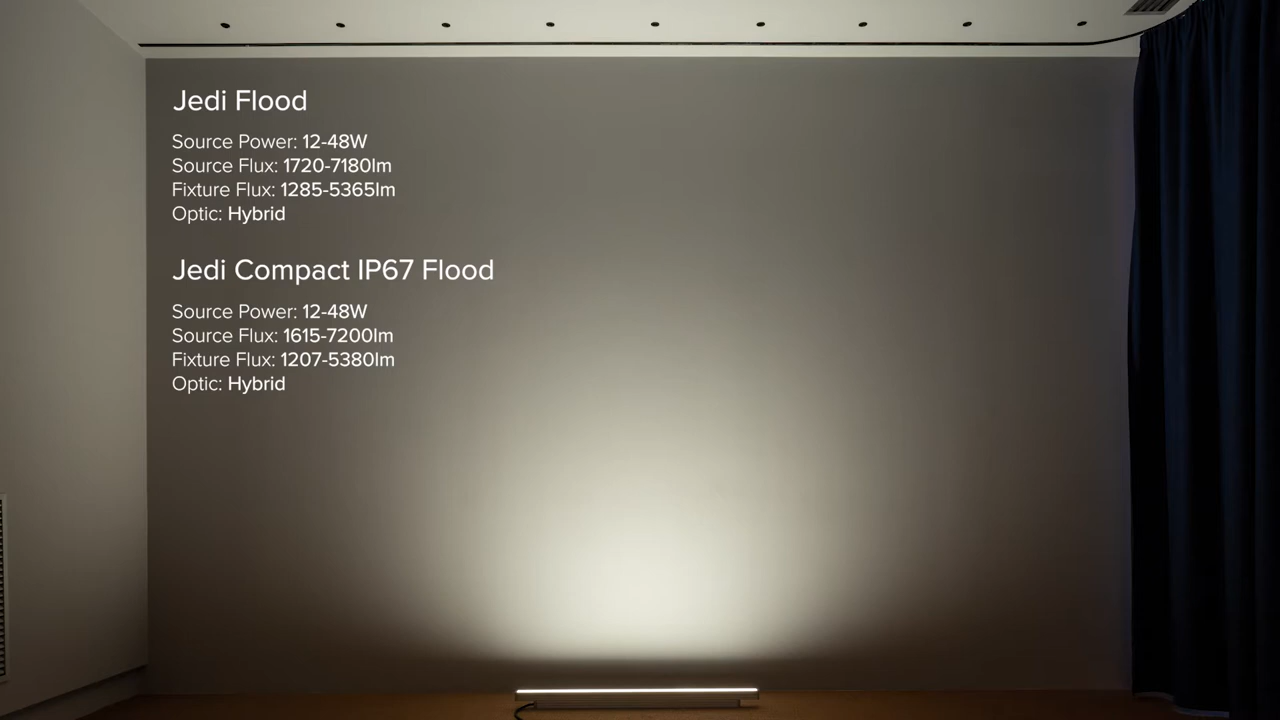 Jedi Flood
Source Power: 12-48W
Source Flux: 1720-7180lm
Fixture Flux: 1285-5365lm
Optic: Hybrid
Jedi Compact IP67 Flood
Source Power: 12-48W
Source Flux: 1615-7200lm
Fixture Flux: 1207-5380lm
Optic: Hybrid